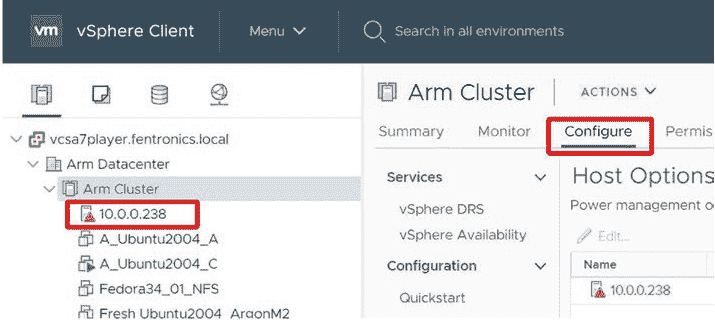 vm vSphere Client Menu Search in all environments
vcsa7player.fentronics.local
Arm Datacenter
Arm Cluster
10.0.0.238
A_Ubuntu2004_A
A_Ubuntu2004_C
Fedora34_01_NFS
Fresh Ubuntu2004_ArgonM2
Arm Cluster ACTIONS
Summary Monitor Configure Permis
Services
vSphere DRS
vSphere Availability
Configuration
Quickstart
Host Options
Power management o
Edit...
Name
10.0.0.238